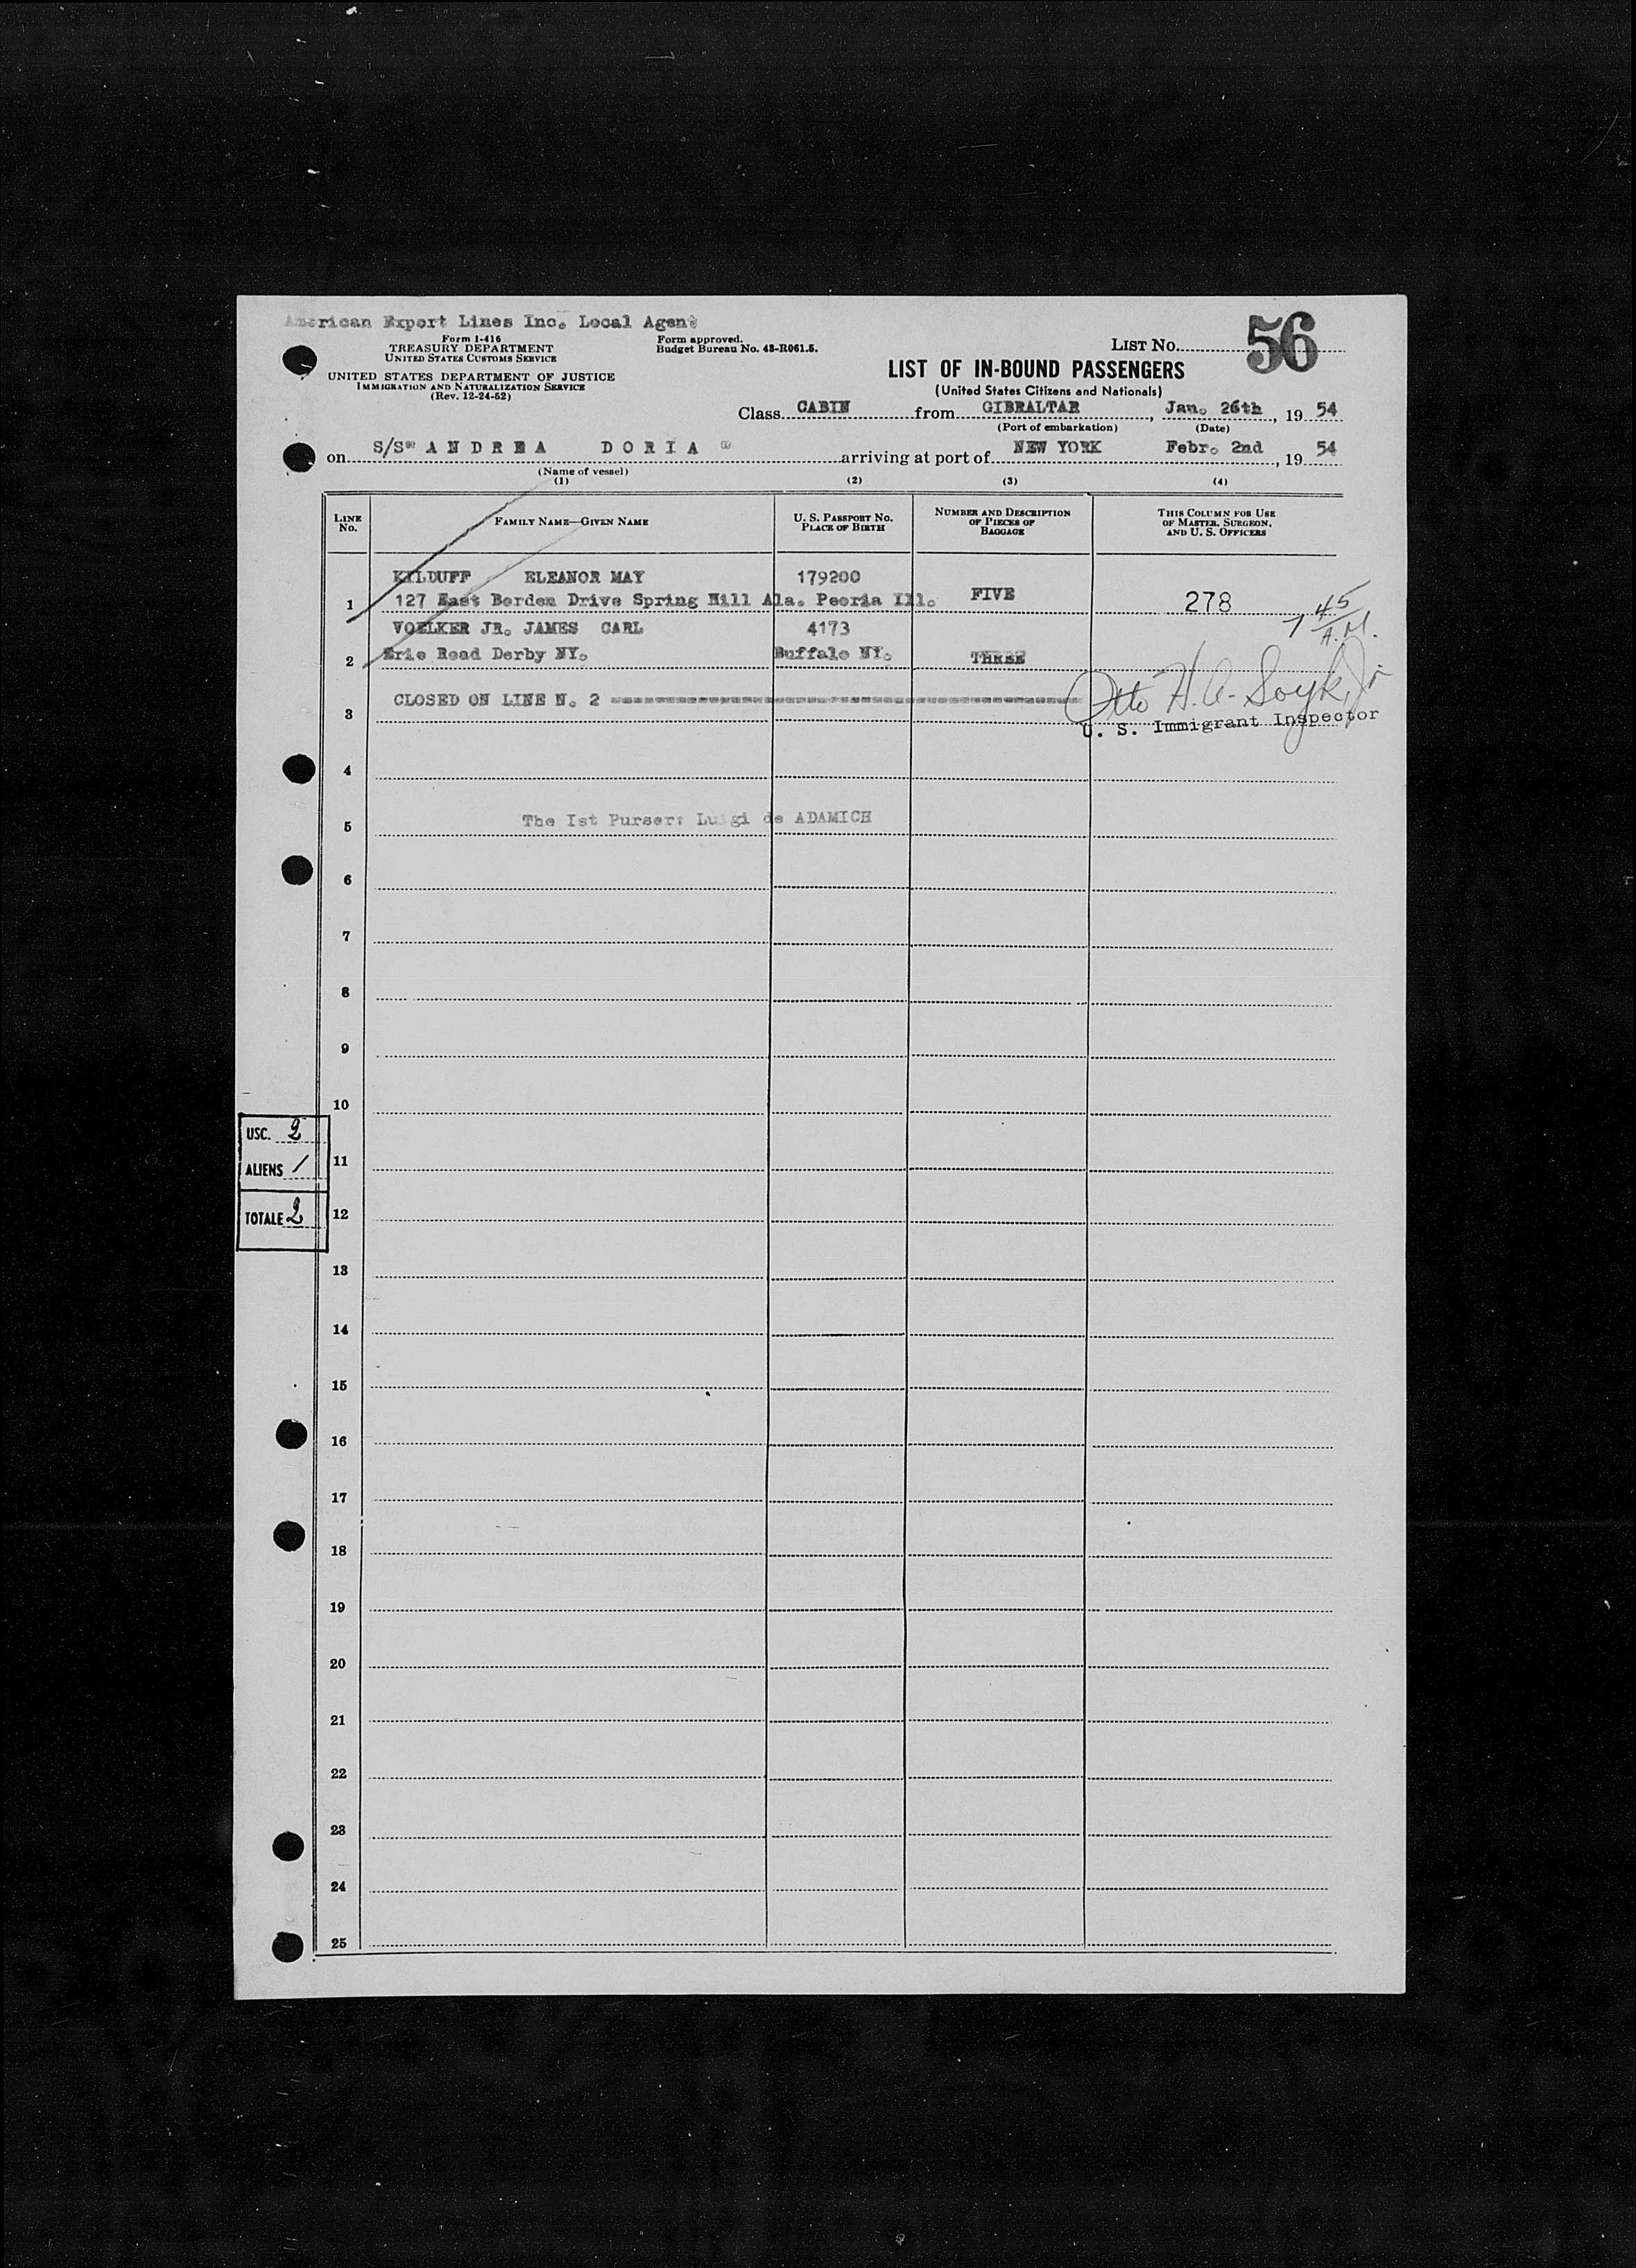 American Export Lines Inc. Local Agent
Form I-416
TREASURY DEPARTMENT
UNITED STATES CUSTOMS SERVICE
Form approved.
Budget Bureau No. 43-R061.5.
LIST NO. 56
UNITED STATES DEPARTMENT OF JUSTICE
IMMIGRATION AND NATURALIZATION SERVICE
(Rev. 12-24-52)
LIST OF IN-BOUND PASSENGERS
(United States Citizens and Nationals)
Class CABIN from GIBRALTAR, Jan. 26th, 19 54
(Port of embarkation) (Date)
on S/S" ANDREA DORIA " arriving at port of NEW YORK Febr. 2nd, 19 54
(Name of vessel)
(1) (2) (3) (4)
LINE NO.
FAMILY NAME—GIVEN NAME
U. S. PASSPORT NO.
PLACE OF BIRTH
NUMBER AND DESCRIPTION
OF PIECES OF
BAGGAGE
THIS COLUMN FOR USE
OF MASTER, SURGEON,
AND U. S. OFFICERS
KILDUFF ELEANOR MAY 179200
1 127 East Borden Drive Spring Hill Ala. Peoria Ill. FIVE 278
7 45 A.M.
VOELKER JR. JAMES CARL 4173
2 Erie Road Derby NY. Buffalo NY. THREE
Otto H.A. Soyk, Jr
3 CLOSED ON LINE N. 2
U. S. Immigrant Inspector
4
5 The Ist Purser: Luigi de ADAMICH
6
7
8
9
10
USC. 2
11
ALIENS /
12
TOTALE 2
13
14
15
16
17
18
19
20
21
22
23
24
25